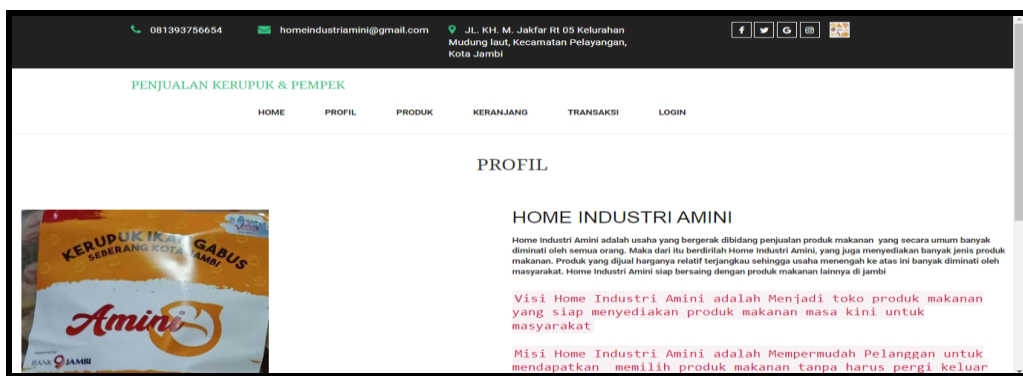 081393756654
homeindustriamini@gmail.com
JL. KH. M. Jakfar Rt 05 Kelurahan
Mudung laut, Kecamatan Pelayangan,
Kota Jambi
PENJUALAN KERUPUK & PEMPEK
HOME PROFIL PRODUK KERANJANG TRANSAKSI LOGIN
PROFIL
KERUPUK IKAN GABUS
SEBERANG KOTA JAMBI
Amini
BANK 9 JAMBI
HOME INDUSTRI AMINI
Home Industri Amini adalah usaha yang bergerak dibidang penjualan produk makanan yang secara umum banyak
diminati oleh semua orang. Maka dari itu berdirilah Home Industri Amini, yang juga menyediakan banyak jenis produk
makanan. Produk yang dijual harganya relatif terjangkau sehingga usaha menengah ke atas ini banyak diminati oleh
masyarakat. Home Industri Amini siap bersaing dengan produk makanan lainnya di jambi
Visi Home Industri Amini adalah Menjadi toko produk makanan
yang siap menyediakan produk makanan masa kini untuk
masyarakat
Misi Home Industri Amini adalah Mempermudah Pelanggan untuk
mendapatkan memilih produk makanan tanpa harus pergi keluar